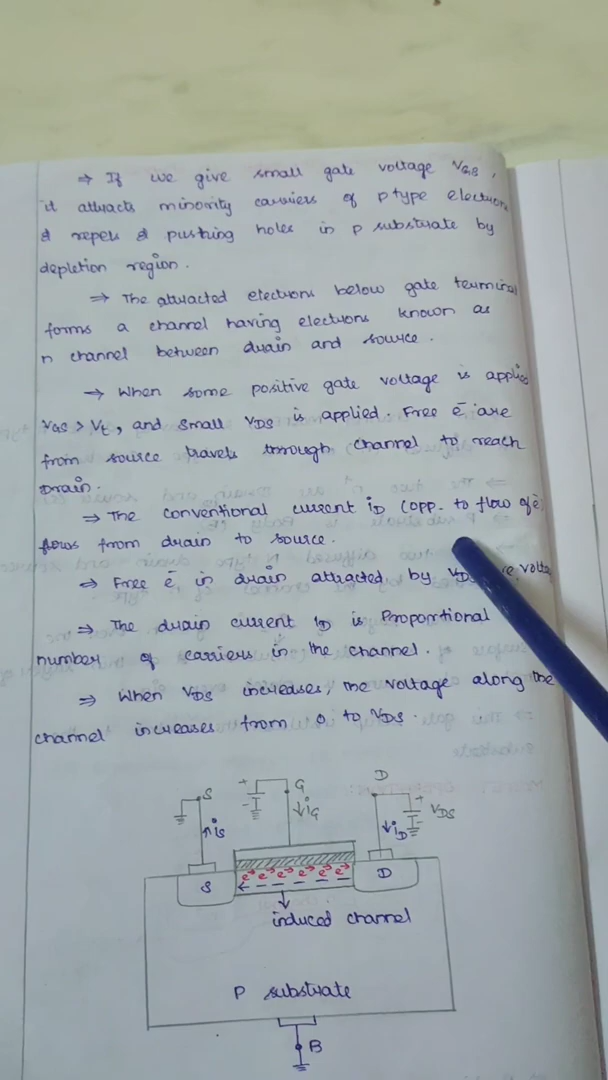 ⇒ If we give small gate voltage VGB,
it attracts minority carriers of p type electrons
& repels & pushing holes in p substrate by
depletion region.
⇒ The attracted electrons below gate terminal
forms a channel having electrons known as
n channel between drain and source.
⇒ When some positive gate voltage is applied
VGS > Vt, and small VDS is applied. Free e⁻ are
from source travels through channel to reach
Drain.
⇒ The conventional current iD (opp. to flow of e⁻)
flows from drain to source.
⇒ Free e⁻ in drain attracted by VDS
⇒ The drain current ID is Proportional
number of carriers in the channel.
⇒ When VDS increases, the voltage along the
channel increases from 0 to VDS.
S
+ -
G
D
+ -
VDS
↑iS
↓iG
↓iD
S
e⁻ e⁻ e⁻ e⁻ e⁻ e⁻
D
induced channel
P substrate
B